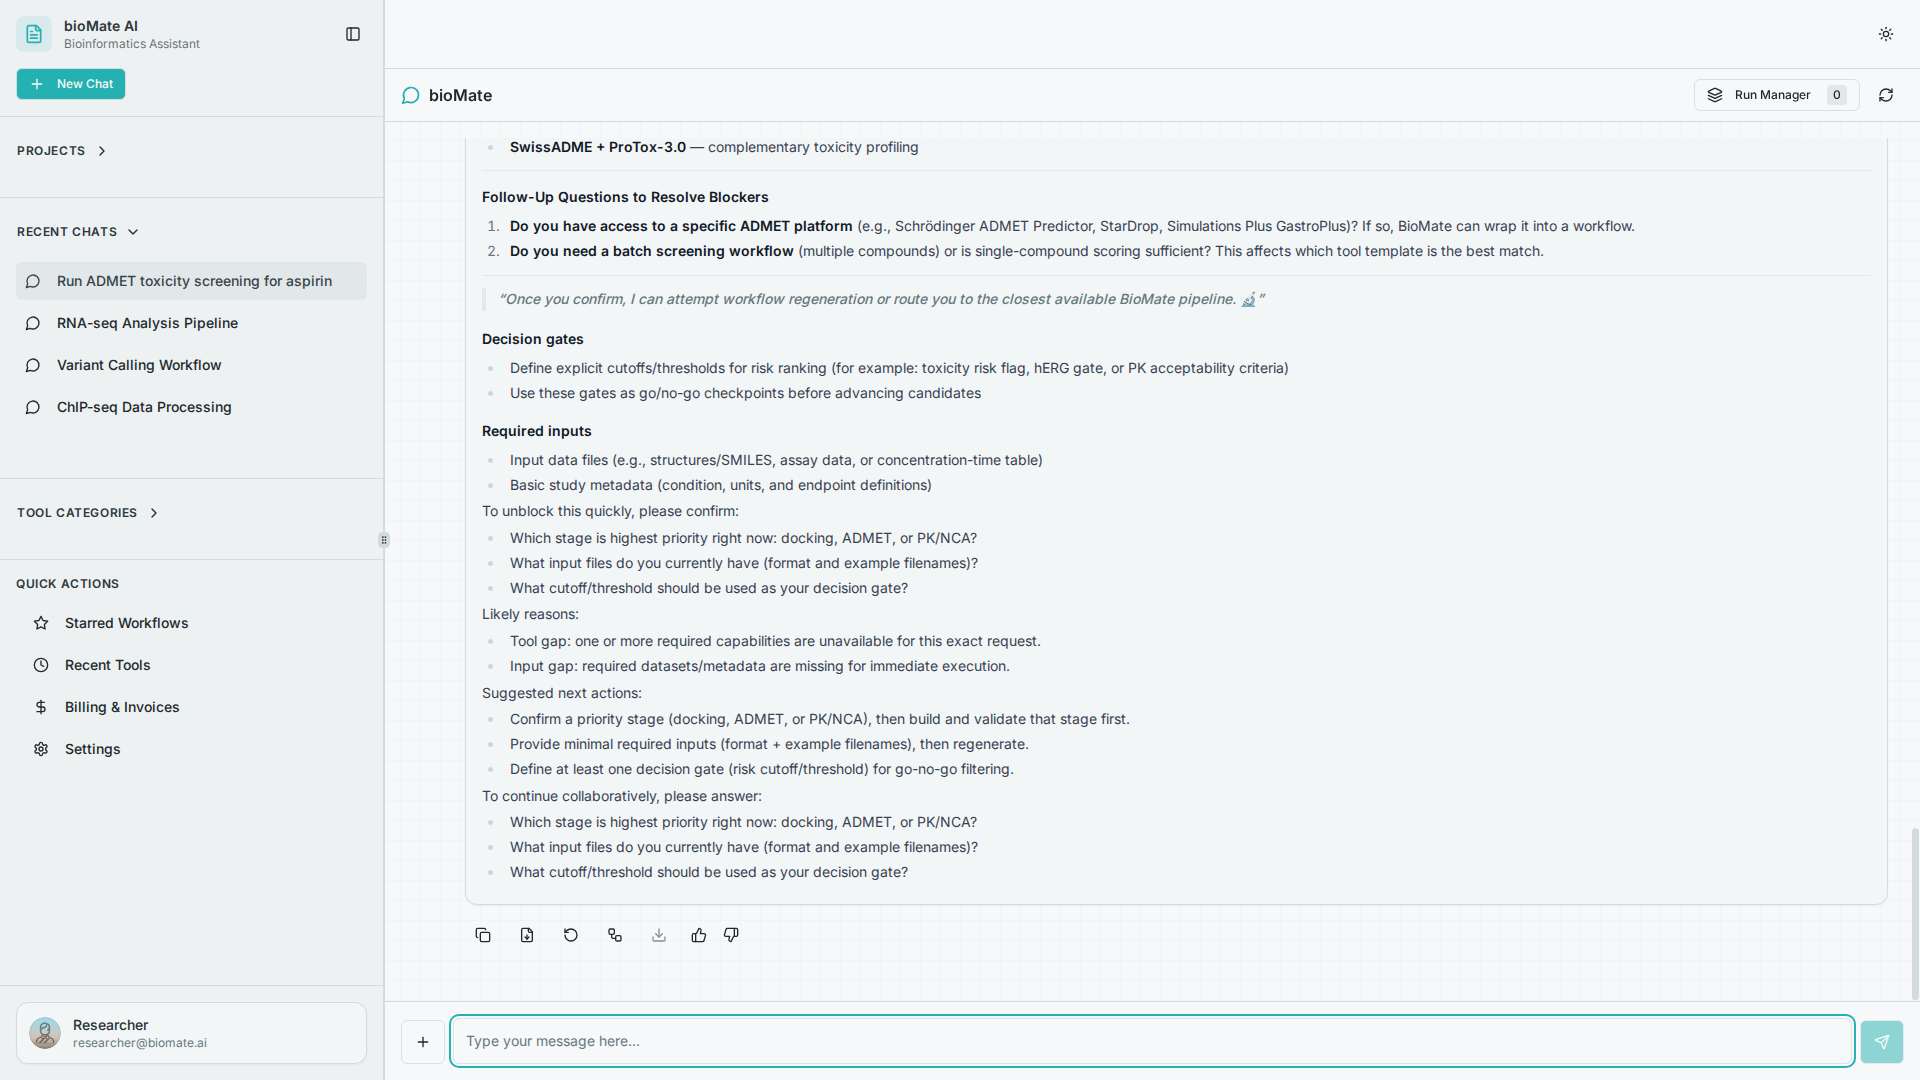 bioMate AI
Bioinformatics Assistant
New Chat
PROJECTS
RECENT CHATS
Run ADMET toxicity screening for aspirin
RNA-seq Analysis Pipeline
Variant Calling Workflow
ChIP-seq Data Processing
TOOL CATEGORIES
QUICK ACTIONS
Starred Workflows
Recent Tools
Billing & Invoices
Settings
Researcher
researcher@biomate.ai
bioMate
Run Manager 0
SwissADME + ProTox-3.0 — complementary toxicity profiling
Follow-Up Questions to Resolve Blockers
1. Do you have access to a specific ADMET platform (e.g., Schrödinger ADMET Predictor, StarDrop, Simulations Plus GastroPlus)? If so, BioMate can wrap it into a workflow.
2. Do you need a batch screening workflow (multiple compounds) or is single-compound scoring sufficient? This affects which tool template is the best match.
“Once you confirm, I can attempt workflow regeneration or route you to the closest available BioMate pipeline. 🔬”
Decision gates
Define explicit cutoffs/thresholds for risk ranking (for example: toxicity risk flag, hERG gate, or PK acceptability criteria)
Use these gates as go/no-go checkpoints before advancing candidates
Required inputs
Input data files (e.g., structures/SMILES, assay data, or concentration-time table)
Basic study metadata (condition, units, and endpoint definitions)
To unblock this quickly, please confirm:
Which stage is highest priority right now: docking, ADMET, or PK/NCA?
What input files do you currently have (format and example filenames)?
What cutoff/threshold should be used as your decision gate?
Likely reasons:
Tool gap: one or more required capabilities are unavailable for this exact request.
Input gap: required datasets/metadata are missing for immediate execution.
Suggested next actions:
Confirm a priority stage (docking, ADMET, or PK/NCA), then build and validate that stage first.
Provide minimal required inputs (format + example filenames), then regenerate.
Define at least one decision gate (risk cutoff/threshold) for go-no-go filtering.
To continue collaboratively, please answer:
Which stage is highest priority right now: docking, ADMET, or PK/NCA?
What input files do you currently have (format and example filenames)?
What cutoff/threshold should be used as your decision gate?
Type your message here...